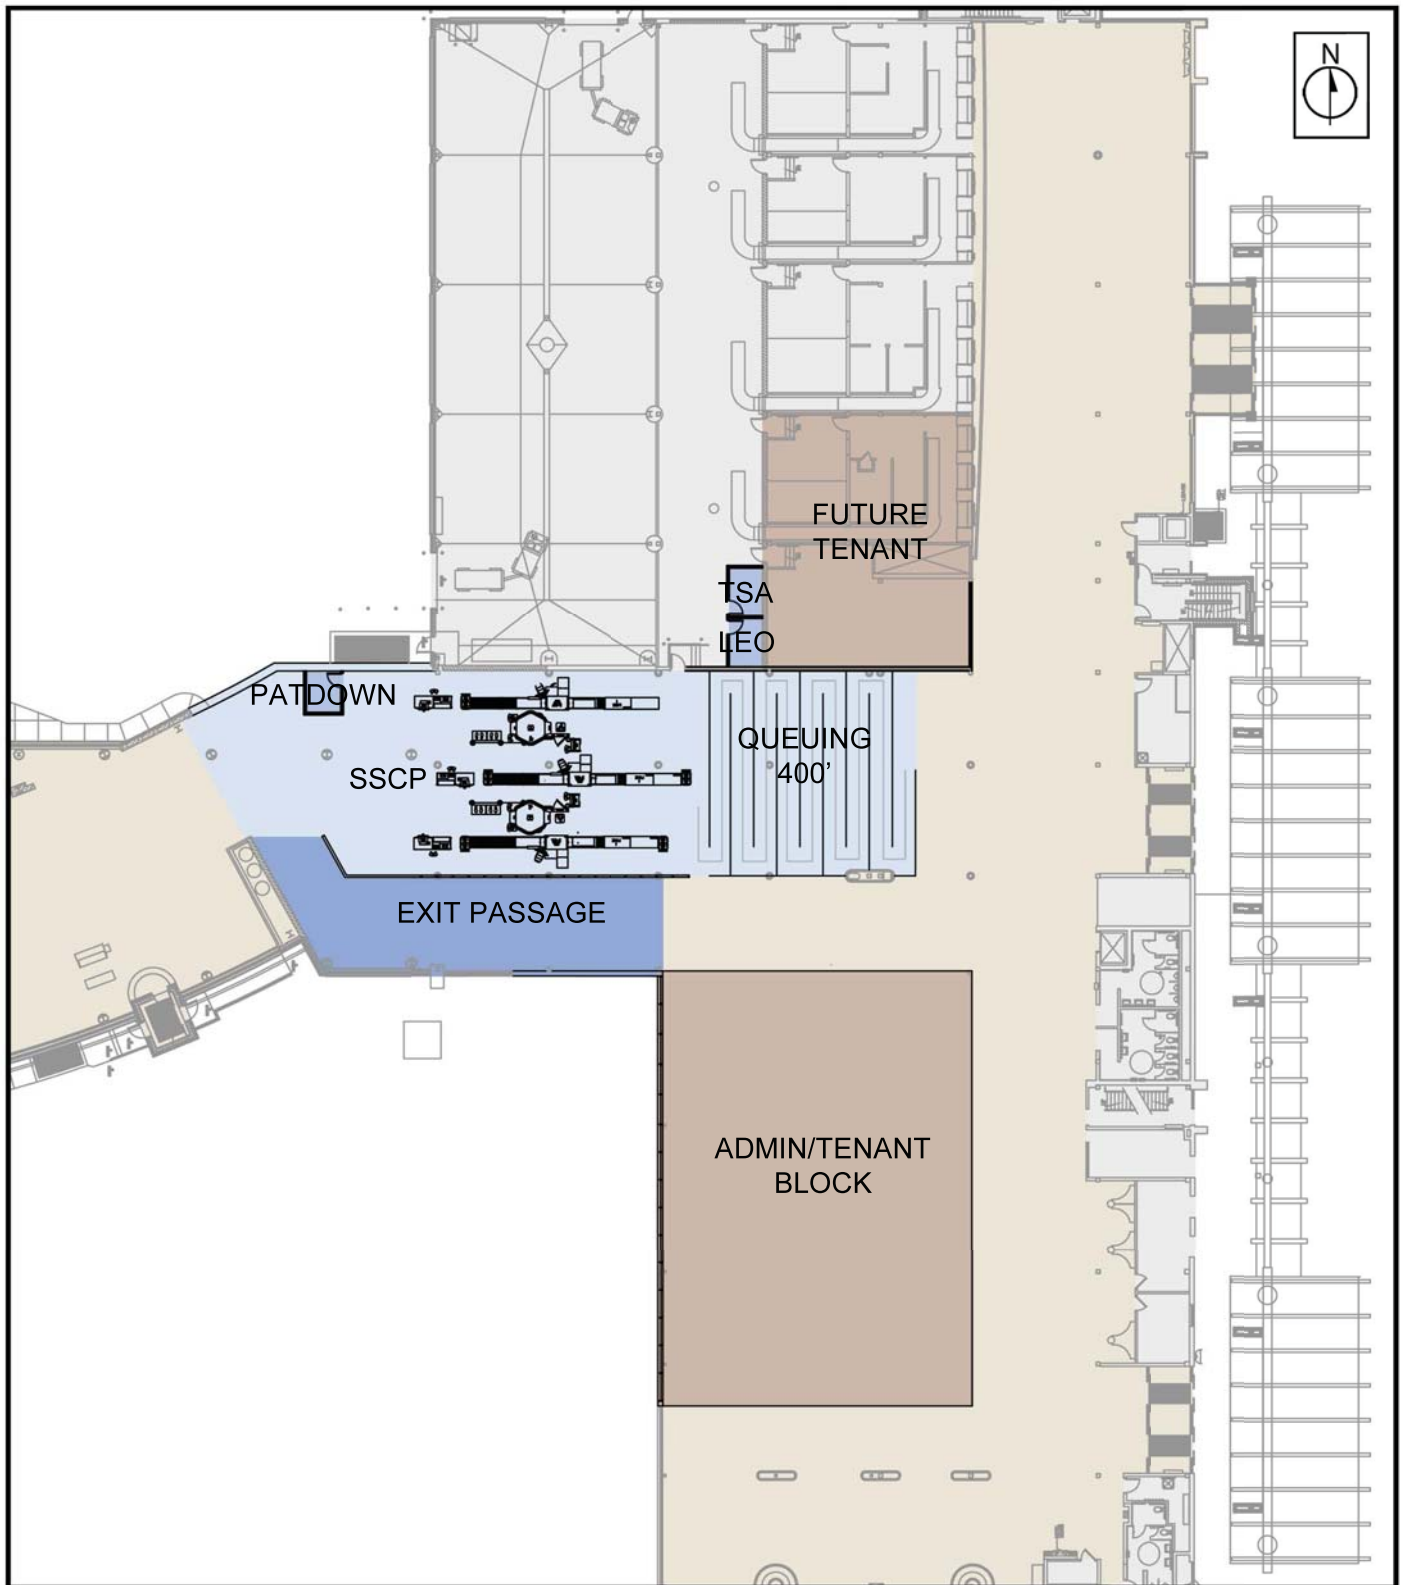 N
FUTURE
TENANT
TSA
LEO
PATDOWN
QUEUING
400'
SSCP
EXIT PASSAGE
ADMIN/TENANT
BLOCK